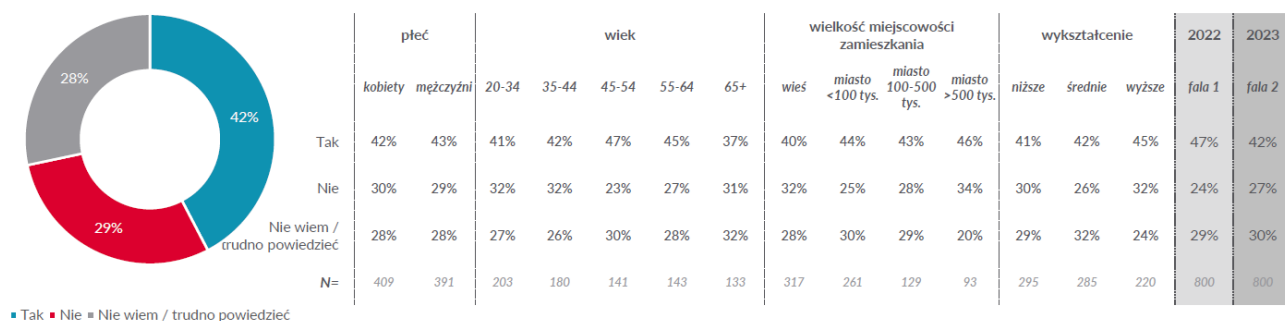 28%
42%
29%
płeć wiek wielkość miejscowości zamieszkania wykształcenie 2022 2023
kobiety mężczyźni 20-34 35-44 45-54 55-64 65+ wieś miasto <100 tys. miasto 100-500 tys. miasto >500 tys. niższe średnie wyższe fala 1 fala 2
Tak 42% 43% 41% 42% 47% 45% 37% 40% 44% 43% 46% 41% 42% 45% 47% 42%
Nie 30% 29% 32% 32% 23% 27% 31% 32% 25% 28% 34% 30% 26% 32% 24% 27%
Nie wiem / trudno powiedzieć 28% 28% 27% 26% 30% 28% 32% 28% 30% 29% 20% 29% 32% 24% 29% 30%
N= 409 391 203 180 141 143 133 317 261 129 93 295 285 220 800 800
Tak Nie Nie wiem / trudno powiedzieć